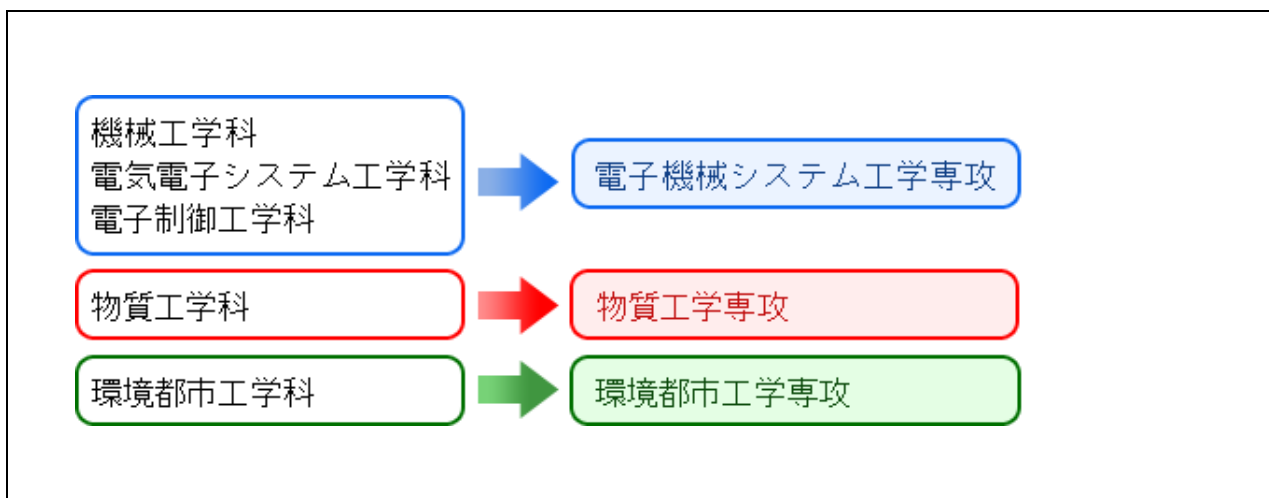 機械工学科
電気電子システム工学科
電子制御工学科
電子機械システム工学専攻
物質工学科
物質工学専攻
環境都市工学科
環境都市工学専攻